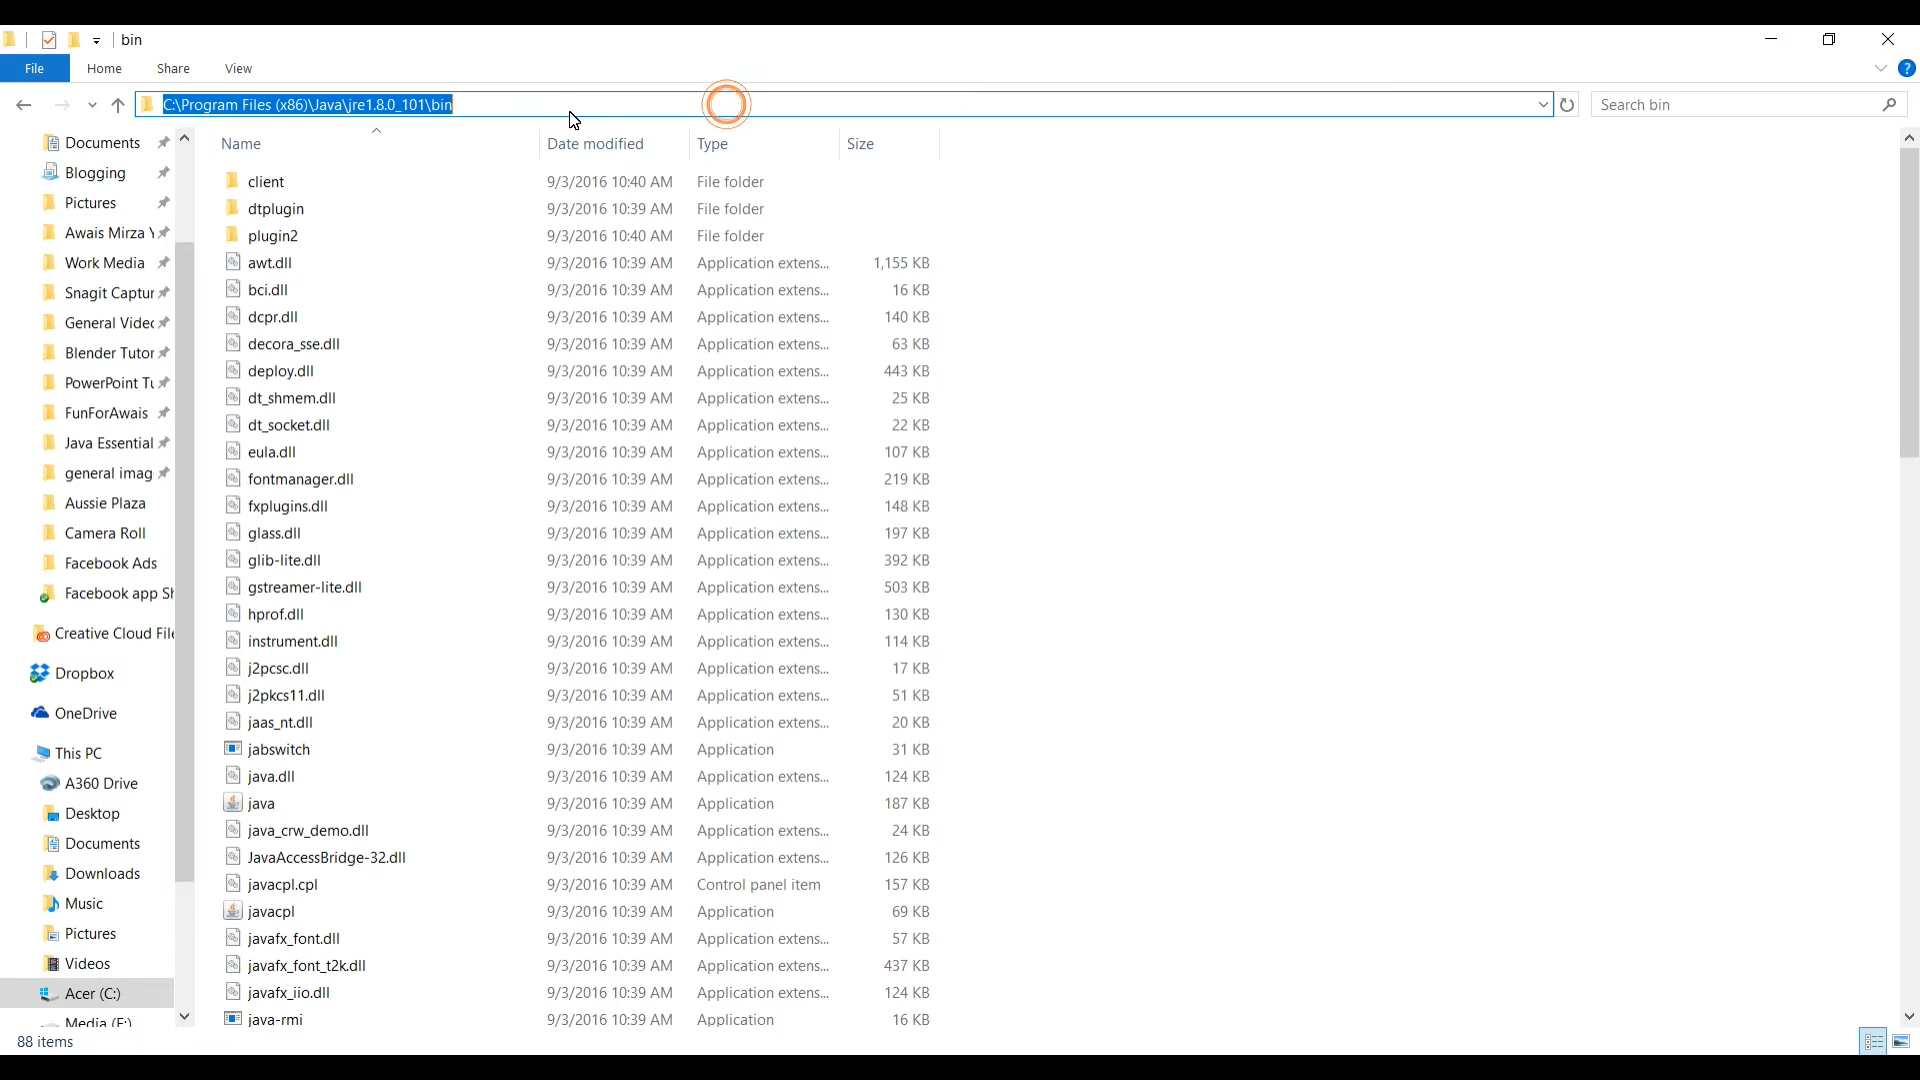 bin
File Home Share View
C:\Program Files (x86)\Java\jre1.8.0_101\bin Search bin
Name Date modified Type Size
Documents
Blogging
Pictures
Awais Mirza Y
Work Media
Snagit Captur
General Videc
Blender Tutor
PowerPoint Tu
FunForAwais
Java Essential
general imag
Aussie Plaza
Camera Roll
Facebook Ads
Facebook app Sh
Creative Cloud File
Dropbox
OneDrive
This PC
A360 Drive
Desktop
Documents
Downloads
Music
Pictures
Videos
Acer (C:)
Media (F:)
client 9/3/2016 10:40 AM File folder
dtplugin 9/3/2016 10:39 AM File folder
plugin2 9/3/2016 10:40 AM File folder
awt.dll 9/3/2016 10:39 AM Application extens... 1,155 KB
bci.dll 9/3/2016 10:39 AM Application extens... 16 KB
dcpr.dll 9/3/2016 10:39 AM Application extens... 140 KB
decora_sse.dll 9/3/2016 10:39 AM Application extens... 63 KB
deploy.dll 9/3/2016 10:39 AM Application extens... 443 KB
dt_shmem.dll 9/3/2016 10:39 AM Application extens... 25 KB
dt_socket.dll 9/3/2016 10:39 AM Application extens... 22 KB
eula.dll 9/3/2016 10:39 AM Application extens... 107 KB
fontmanager.dll 9/3/2016 10:39 AM Application extens... 219 KB
fxplugins.dll 9/3/2016 10:39 AM Application extens... 148 KB
glass.dll 9/3/2016 10:39 AM Application extens... 197 KB
glib-lite.dll 9/3/2016 10:39 AM Application extens... 392 KB
gstreamer-lite.dll 9/3/2016 10:39 AM Application extens... 503 KB
hprof.dll 9/3/2016 10:39 AM Application extens... 130 KB
instrument.dll 9/3/2016 10:39 AM Application extens... 114 KB
j2pcsc.dll 9/3/2016 10:39 AM Application extens... 17 KB
j2pkcs11.dll 9/3/2016 10:39 AM Application extens... 51 KB
jaas_nt.dll 9/3/2016 10:39 AM Application extens... 20 KB
jabswitch 9/3/2016 10:39 AM Application 31 KB
java.dll 9/3/2016 10:39 AM Application extens... 124 KB
java 9/3/2016 10:39 AM Application 187 KB
java_crw_demo.dll 9/3/2016 10:39 AM Application extens... 24 KB
JavaAccessBridge-32.dll 9/3/2016 10:39 AM Application extens... 126 KB
javacpl.cpl 9/3/2016 10:39 AM Control panel item 157 KB
javacpl 9/3/2016 10:39 AM Application 69 KB
javafx_font.dll 9/3/2016 10:39 AM Application extens... 57 KB
javafx_font_t2k.dll 9/3/2016 10:39 AM Application extens... 437 KB
javafx_iio.dll 9/3/2016 10:39 AM Application extens... 124 KB
java-rmi 9/3/2016 10:39 AM Application 16 KB
88 items